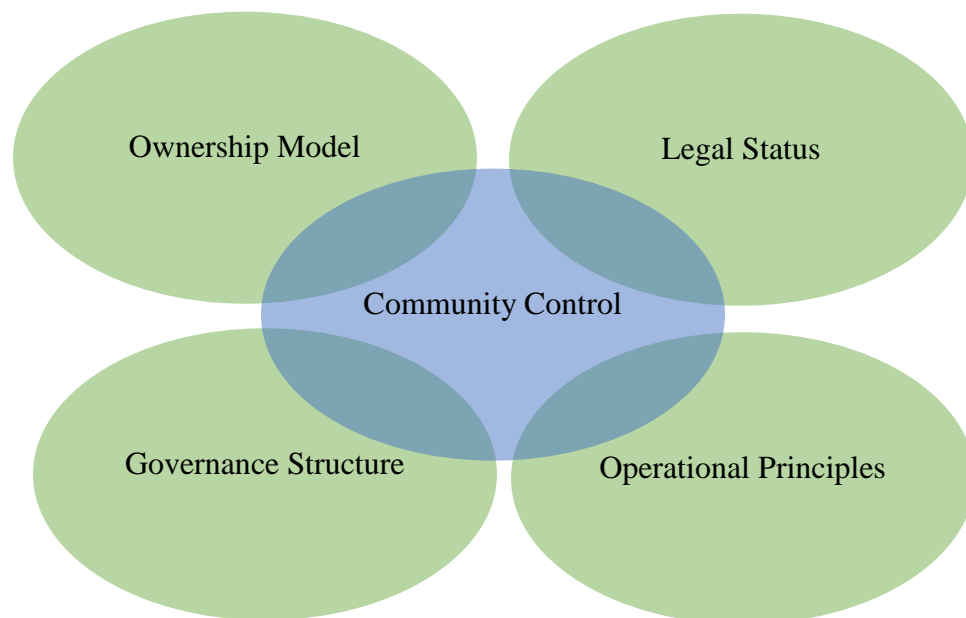 Ownership Model
Legal Status
Community Control
Governance Structure
Operational Principles